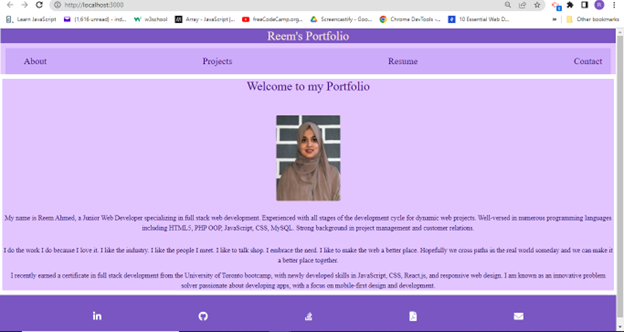 http://localhost:3000
Learn JavaScript
(1,616 unread) - ind...
w3school
Array - JavaScript |...
freeCodeCamp.org...
Screencastify - Goo...
Chrome DevTools -...
10 Essential Web D...
»
Other bookmarks
Reem's Portfolio
About Projects Resume Contact
Welcome to my Portfolio
My name is Reem Ahmed, a Junior Web Developer specializing in full stack web development. Experienced with all stages of the development cycle for dynamic web projects. Well-versed in numerous programming languages
including HTML5, PHP OOP, JavaScript, CSS, MySQL. Strong background in project management and customer relations.
I do the work I do because I love it. I like the industry. I like the people I meet. I like to talk shop. I embrace the nerd. I like to make the web a better place. Hopefully we cross paths in the real world someday and we can make it
a better place together.
I recently earned a certificate in full stack development from the University of Toronto bootcamp, with newly developed skills in JavaScript, CSS, React.js, and responsive web design. I am known as an innovative problem
solver passionate about developing apps, with a focus on mobile-first design and development.
in